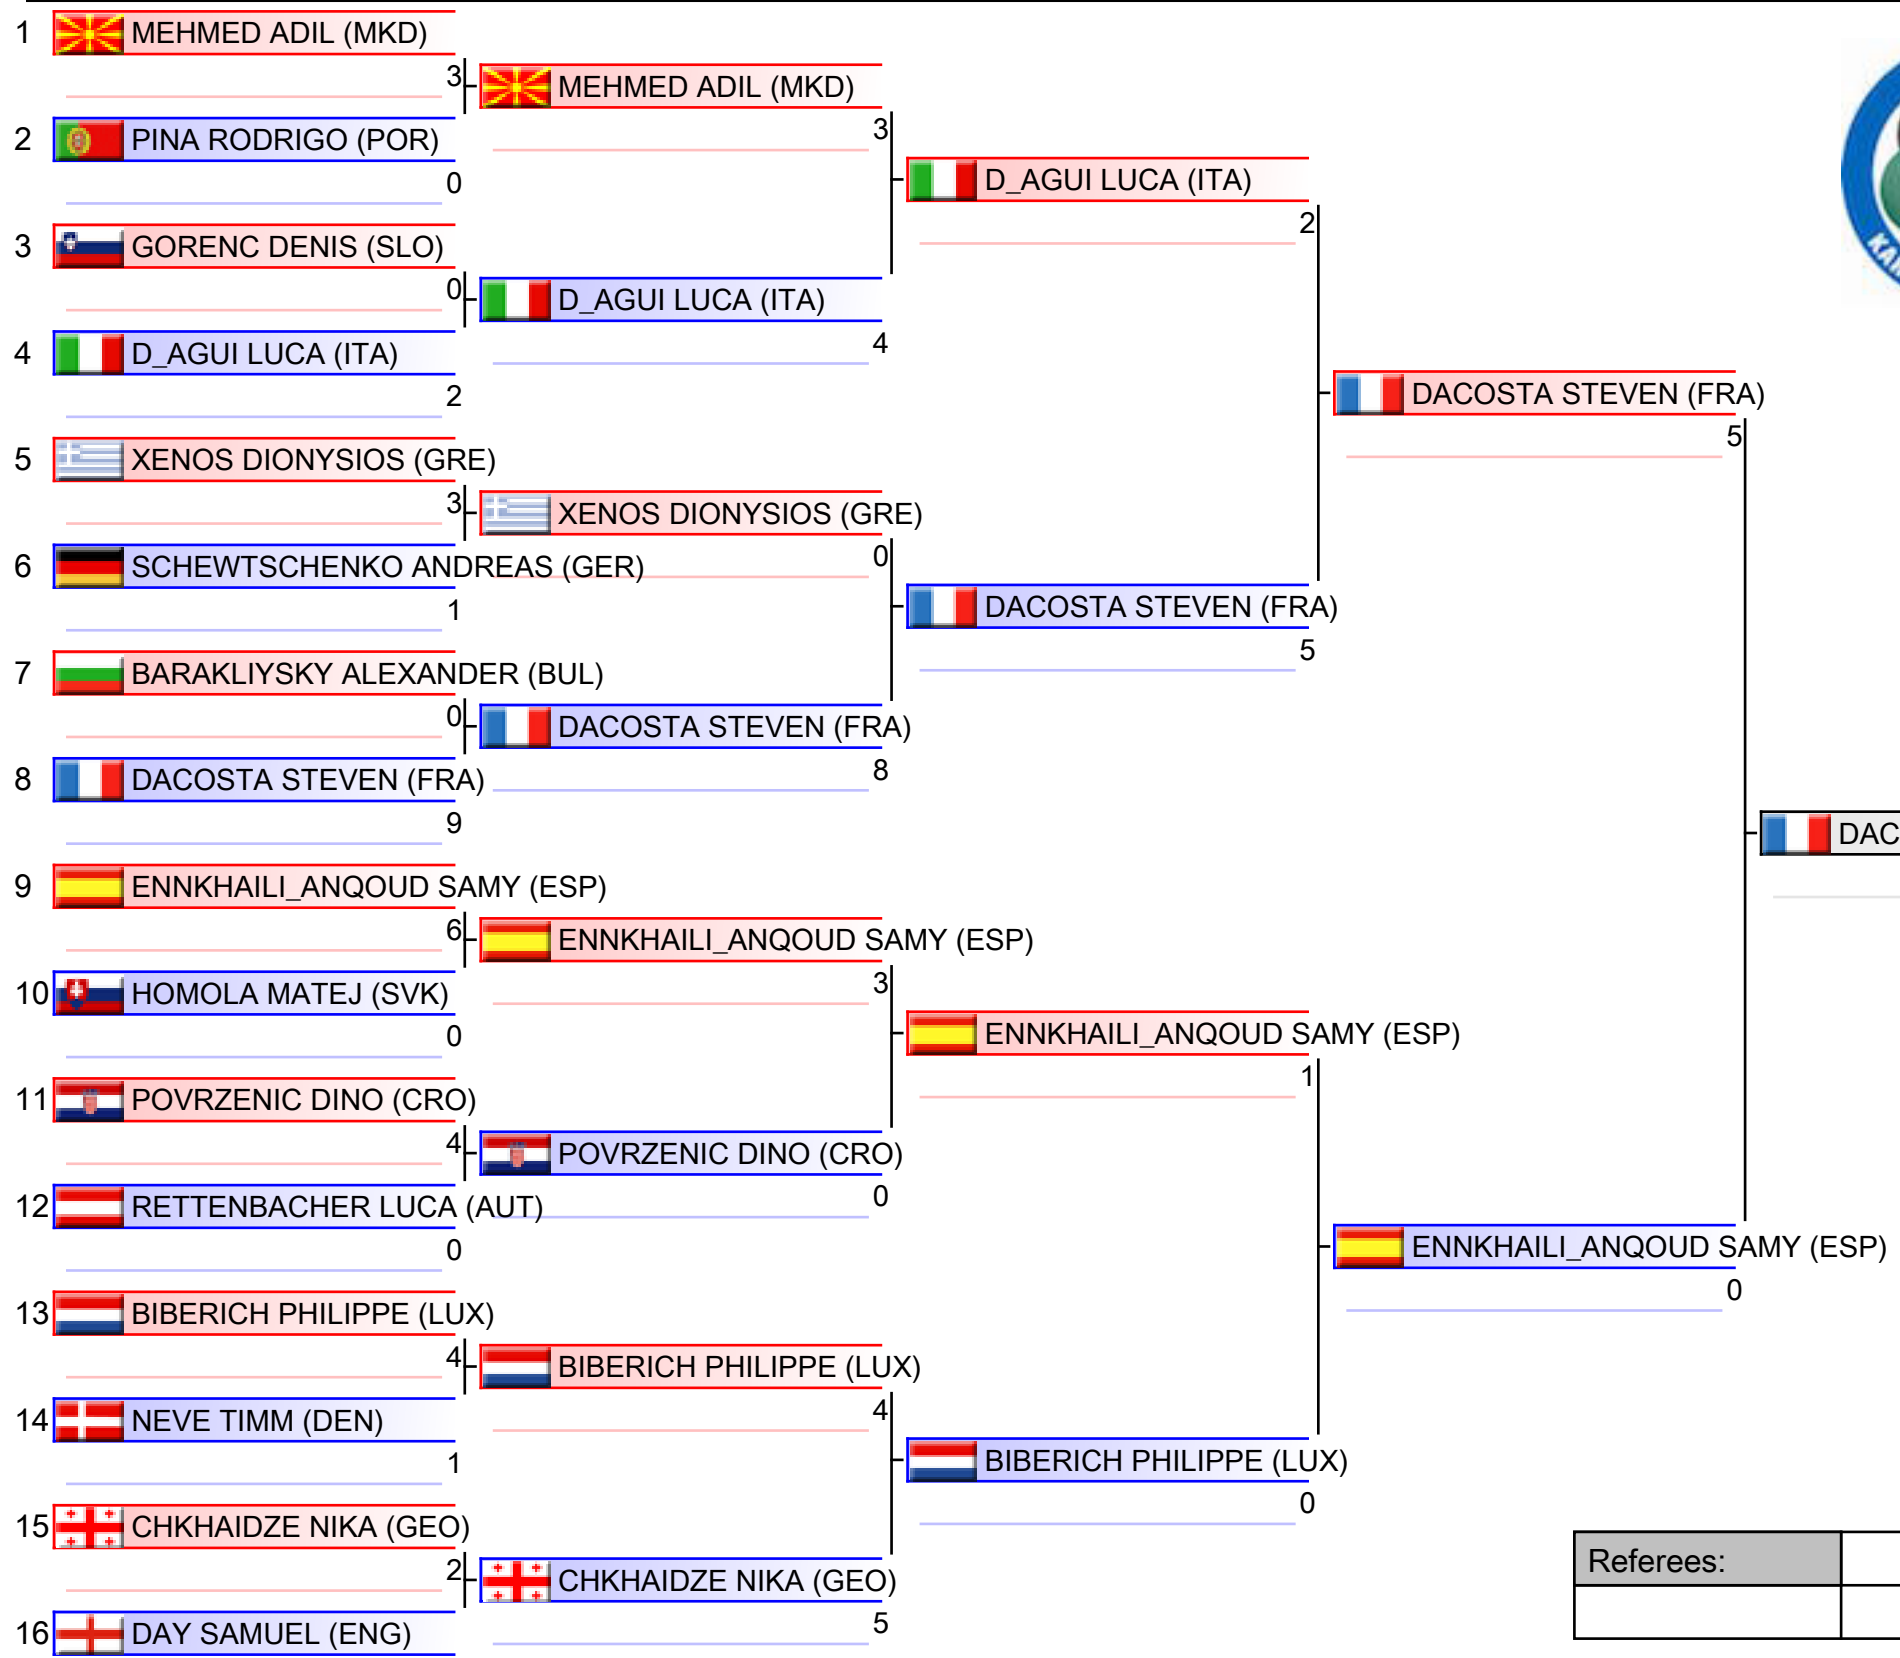 1 MEHMED ADIL (MKD)
3
2 PINA RODRIGO (POR)
0
3 GORENC DENIS (SLO)
0
4 D_AGUI LUCA (ITA)
2
5 XENOS DIONYSIOS (GRE)
3
6 SCHEWTSCHENKO ANDREAS (GER)
1
7 BARAKLIYSKY ALEXANDER (BUL)
0
8 DACOSTA STEVEN (FRA)
9
9 ENNKHAILI_ANQOUD SAMY (ESP)
6
10 HOMOLA MATEJ (SVK)
0
11 POVRZENIC DINO (CRO)
4
12 RETTENBACHER LUCA (AUT)
0
13 BIBERICH PHILIPPE (LUX)
4
14 NEVE TIMM (DEN)
1
15 CHKHAIDZE NIKA (GEO)
2
16 DAY SAMUEL (ENG)
MEHMED ADIL (MKD)
3
D_AGUI LUCA (ITA)
4
XENOS DIONYSIOS (GRE)
0
DACOSTA STEVEN (FRA)
8
ENNKHAILI_ANQOUD SAMY (ESP)
3
POVRZENIC DINO (CRO)
0
BIBERICH PHILIPPE (LUX)
4
CHKHAIDZE NIKA (GEO)
5
D_AGUI LUCA (ITA)
2
DACOSTA STEVEN (FRA)
5
ENNKHAILI_ANQOUD SAMY (ESP)
1
BIBERICH PHILIPPE (LUX)
0
DACOSTA STEVEN (FRA)
5
ENNKHAILI_ANQOUD SAMY (ESP)
0
DAC
Referees: